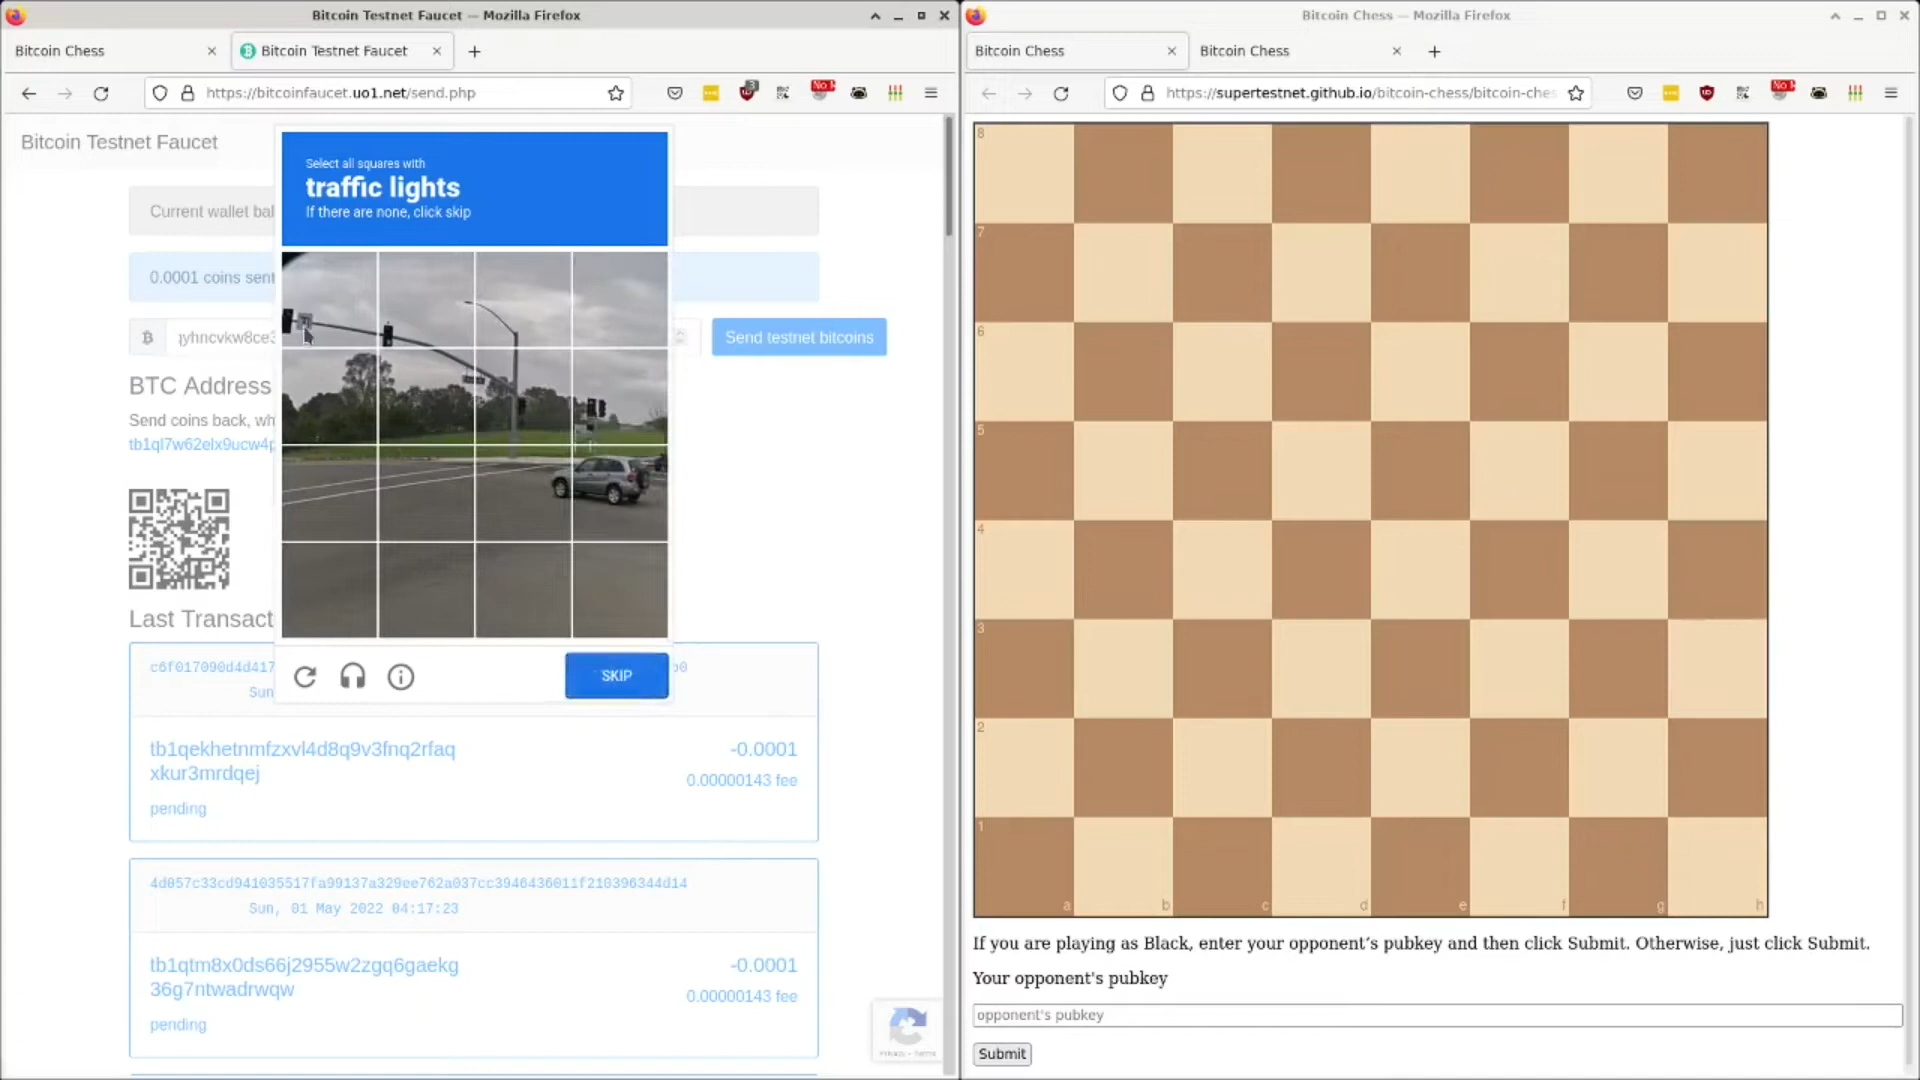 Bitcoin Testnet Faucet — Mozilla Firefox
Bitcoin Chess
Bitcoin Testnet Faucet
https://bitcoinfaucet.uo1.net/send.php
Bitcoin Testnet Faucet
Select all squares with
traffic lights
If there are none, click skip
Current wallet bal
0.0001 coins sent
Send testnet bitcoins
BTC Address
Send coins back, wh
tb1ql7w62elx9ucw4p
SKIP
Last Transact
c6f017090d4d417
Sun
tb1qekhetnmfzxvl4d8q9v3fnq2rfaq
xkur3mrdqej
-0.0001
0.00000143 fee
pending
4d057c33cd941035517fa99137a329ee762a037cc3946436011f210396344d14
Sun, 01 May 2022 04:17:23
tb1qtm8x0ds66j2955w2zgq6gaekg
36g7ntwadrwqw
-0.0001
0.00000143 fee
pending
Privacy - Terms
Bitcoin Chess — Mozilla Firefox
Bitcoin Chess
Bitcoin Chess
https://supertestnet.github.io/bitcoin-chess/bitcoin-ches
8
7
6
5
4
3
2
1
a b c d e f g h
If you are playing as Black, enter your opponent’s pubkey and then click Submit. Otherwise, just click Submit.
Your opponent's pubkey
opponent's pubkey
Submit